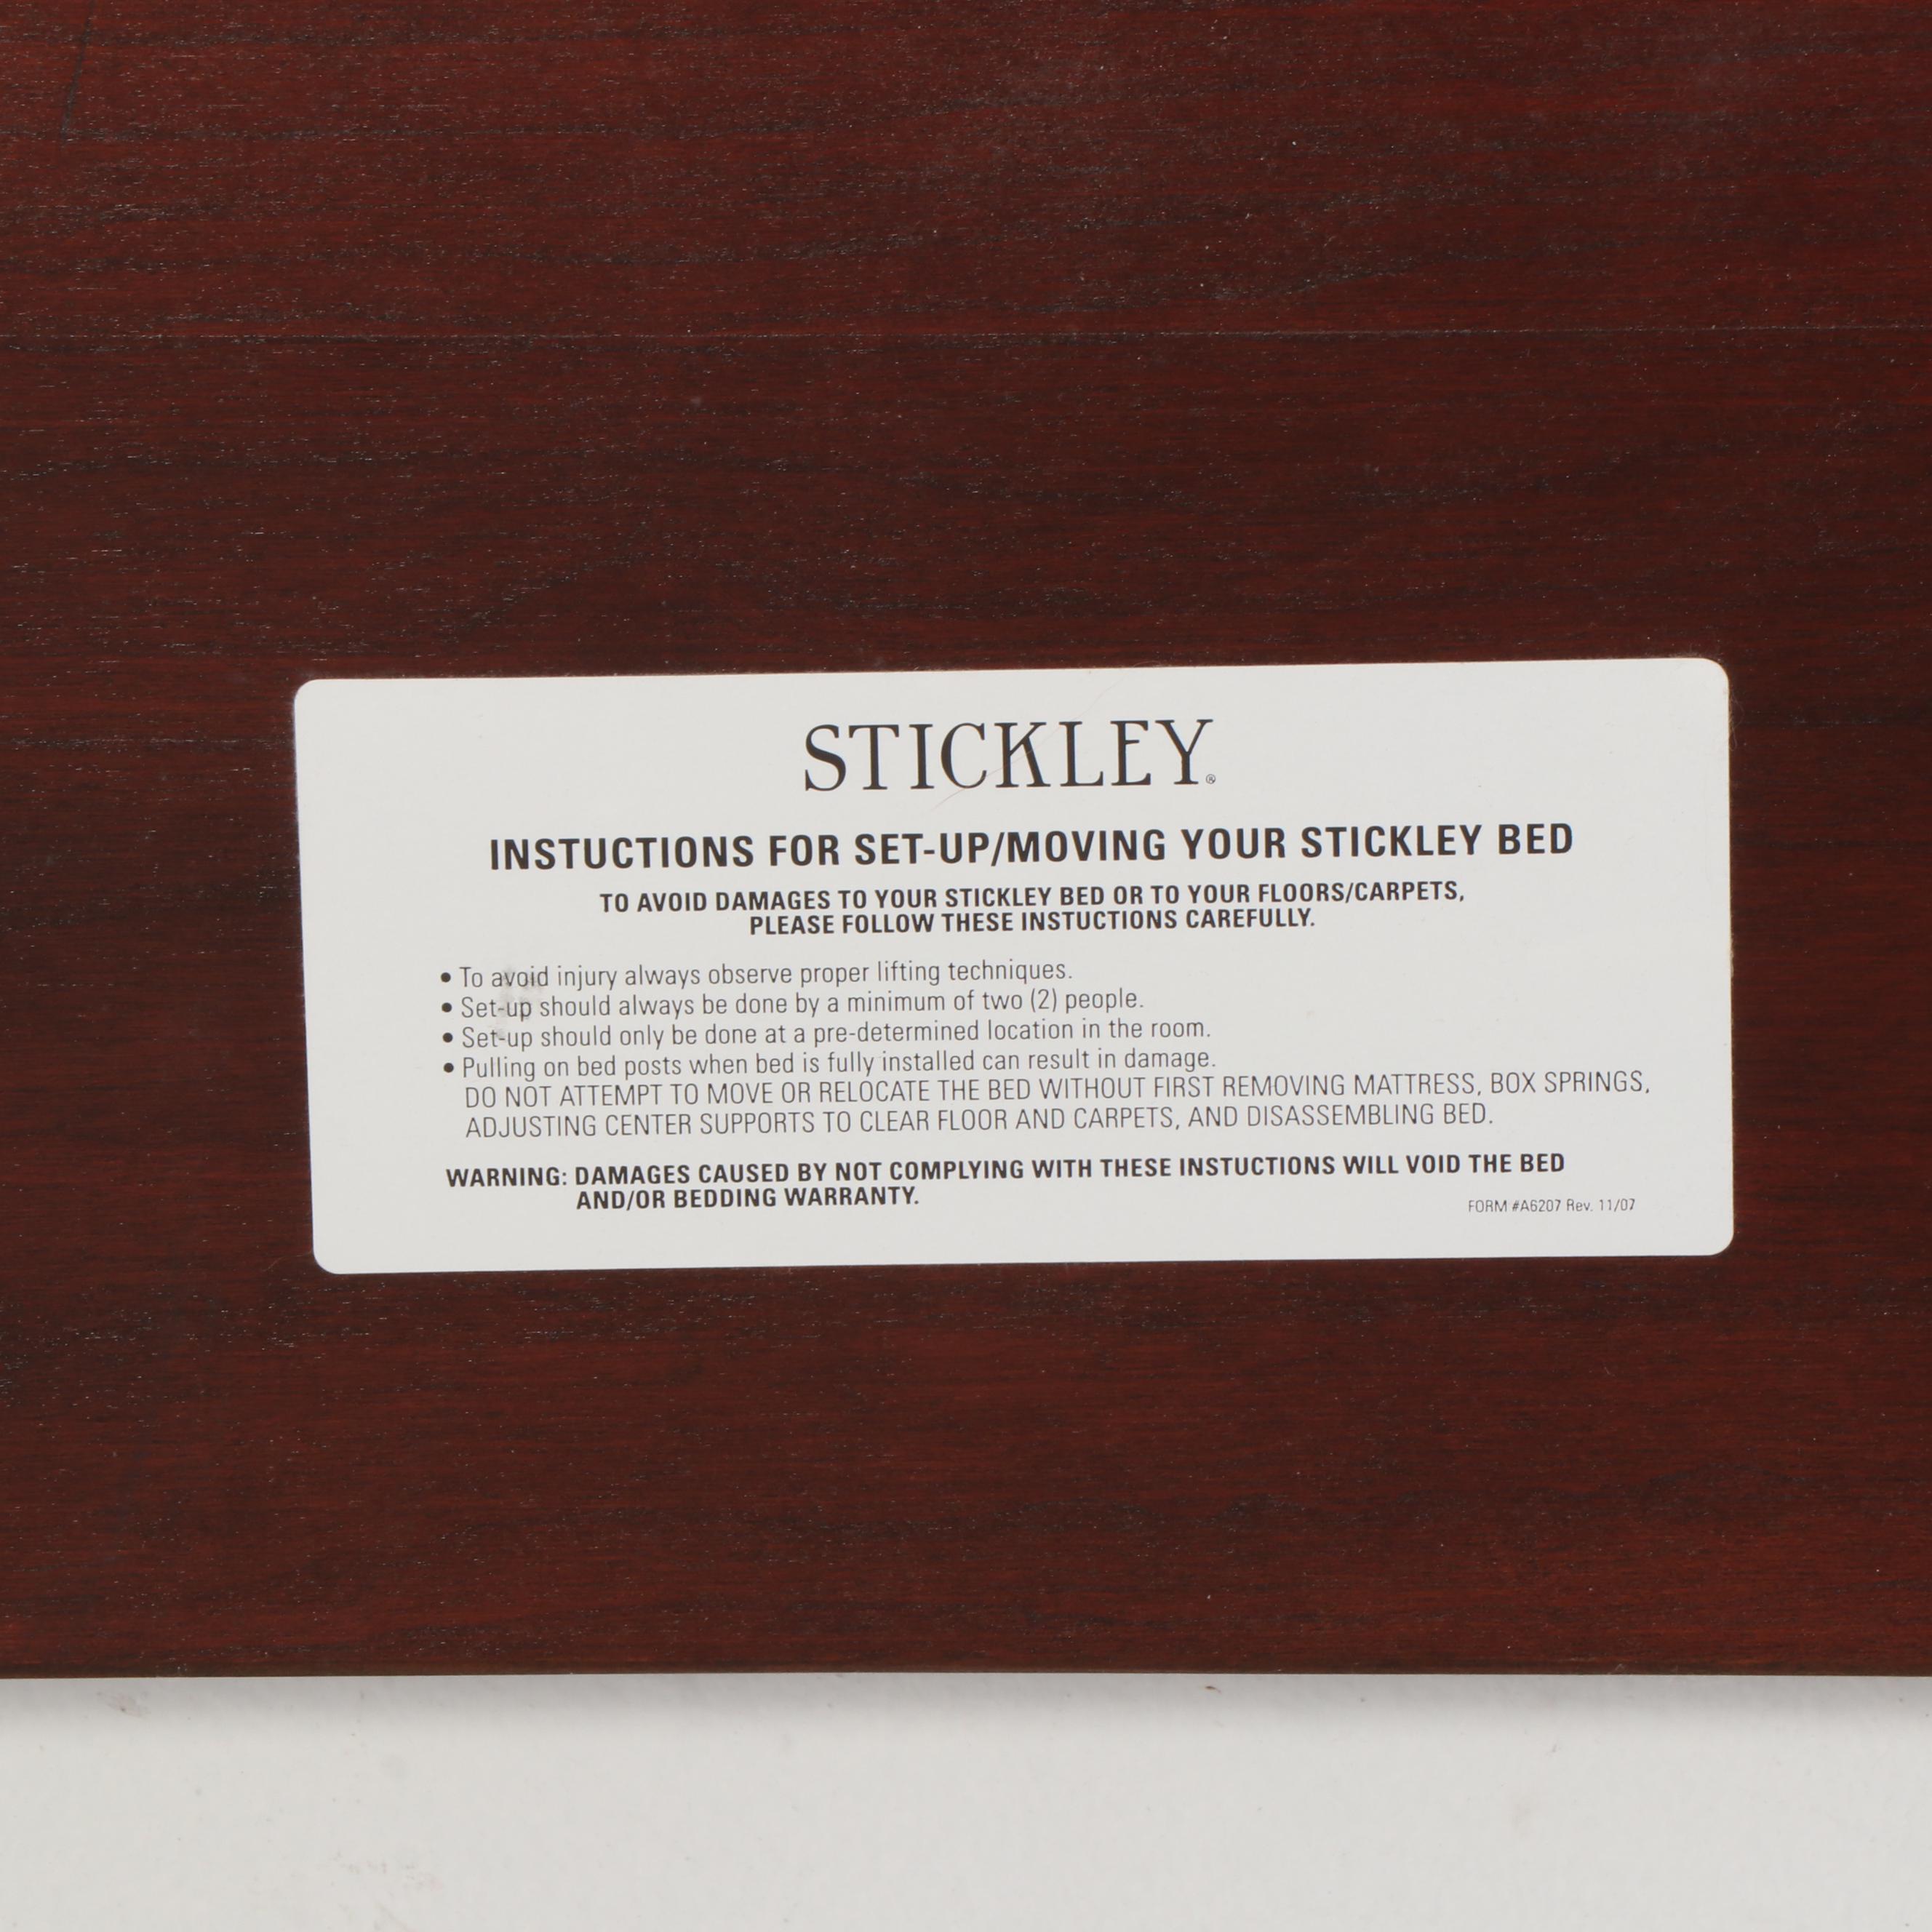 STICKLEY®
INSTUCTIONS FOR SET-UP/MOVING YOUR STICKLEY BED
TO AVOID DAMAGES TO YOUR STICKLEY BED OR TO YOUR FLOORS/CARPETS,
PLEASE FOLLOW THESE INSTUCTIONS CAREFULLY.
• To avoid injury always observe proper lifting techniques.
• Set-up should always be done by a minimum of two (2) people.
• Set-up should only be done at a pre-determined location in the room.
• Pulling on bed posts when bed is fully installed can result in damage.
DO NOT ATTEMPT TO MOVE OR RELOCATE THE BED WITHOUT FIRST REMOVING MATTRESS, BOX SPRINGS,
ADJUSTING CENTER SUPPORTS TO CLEAR FLOOR AND CARPETS, AND DISASSEMBLING BED.
WARNING: DAMAGES CAUSED BY NOT COMPLYING WITH THESE INSTUCTIONS WILL VOID THE BED
AND/OR BEDDING WARRANTY.
FORM #A6207 Rev. 11/07